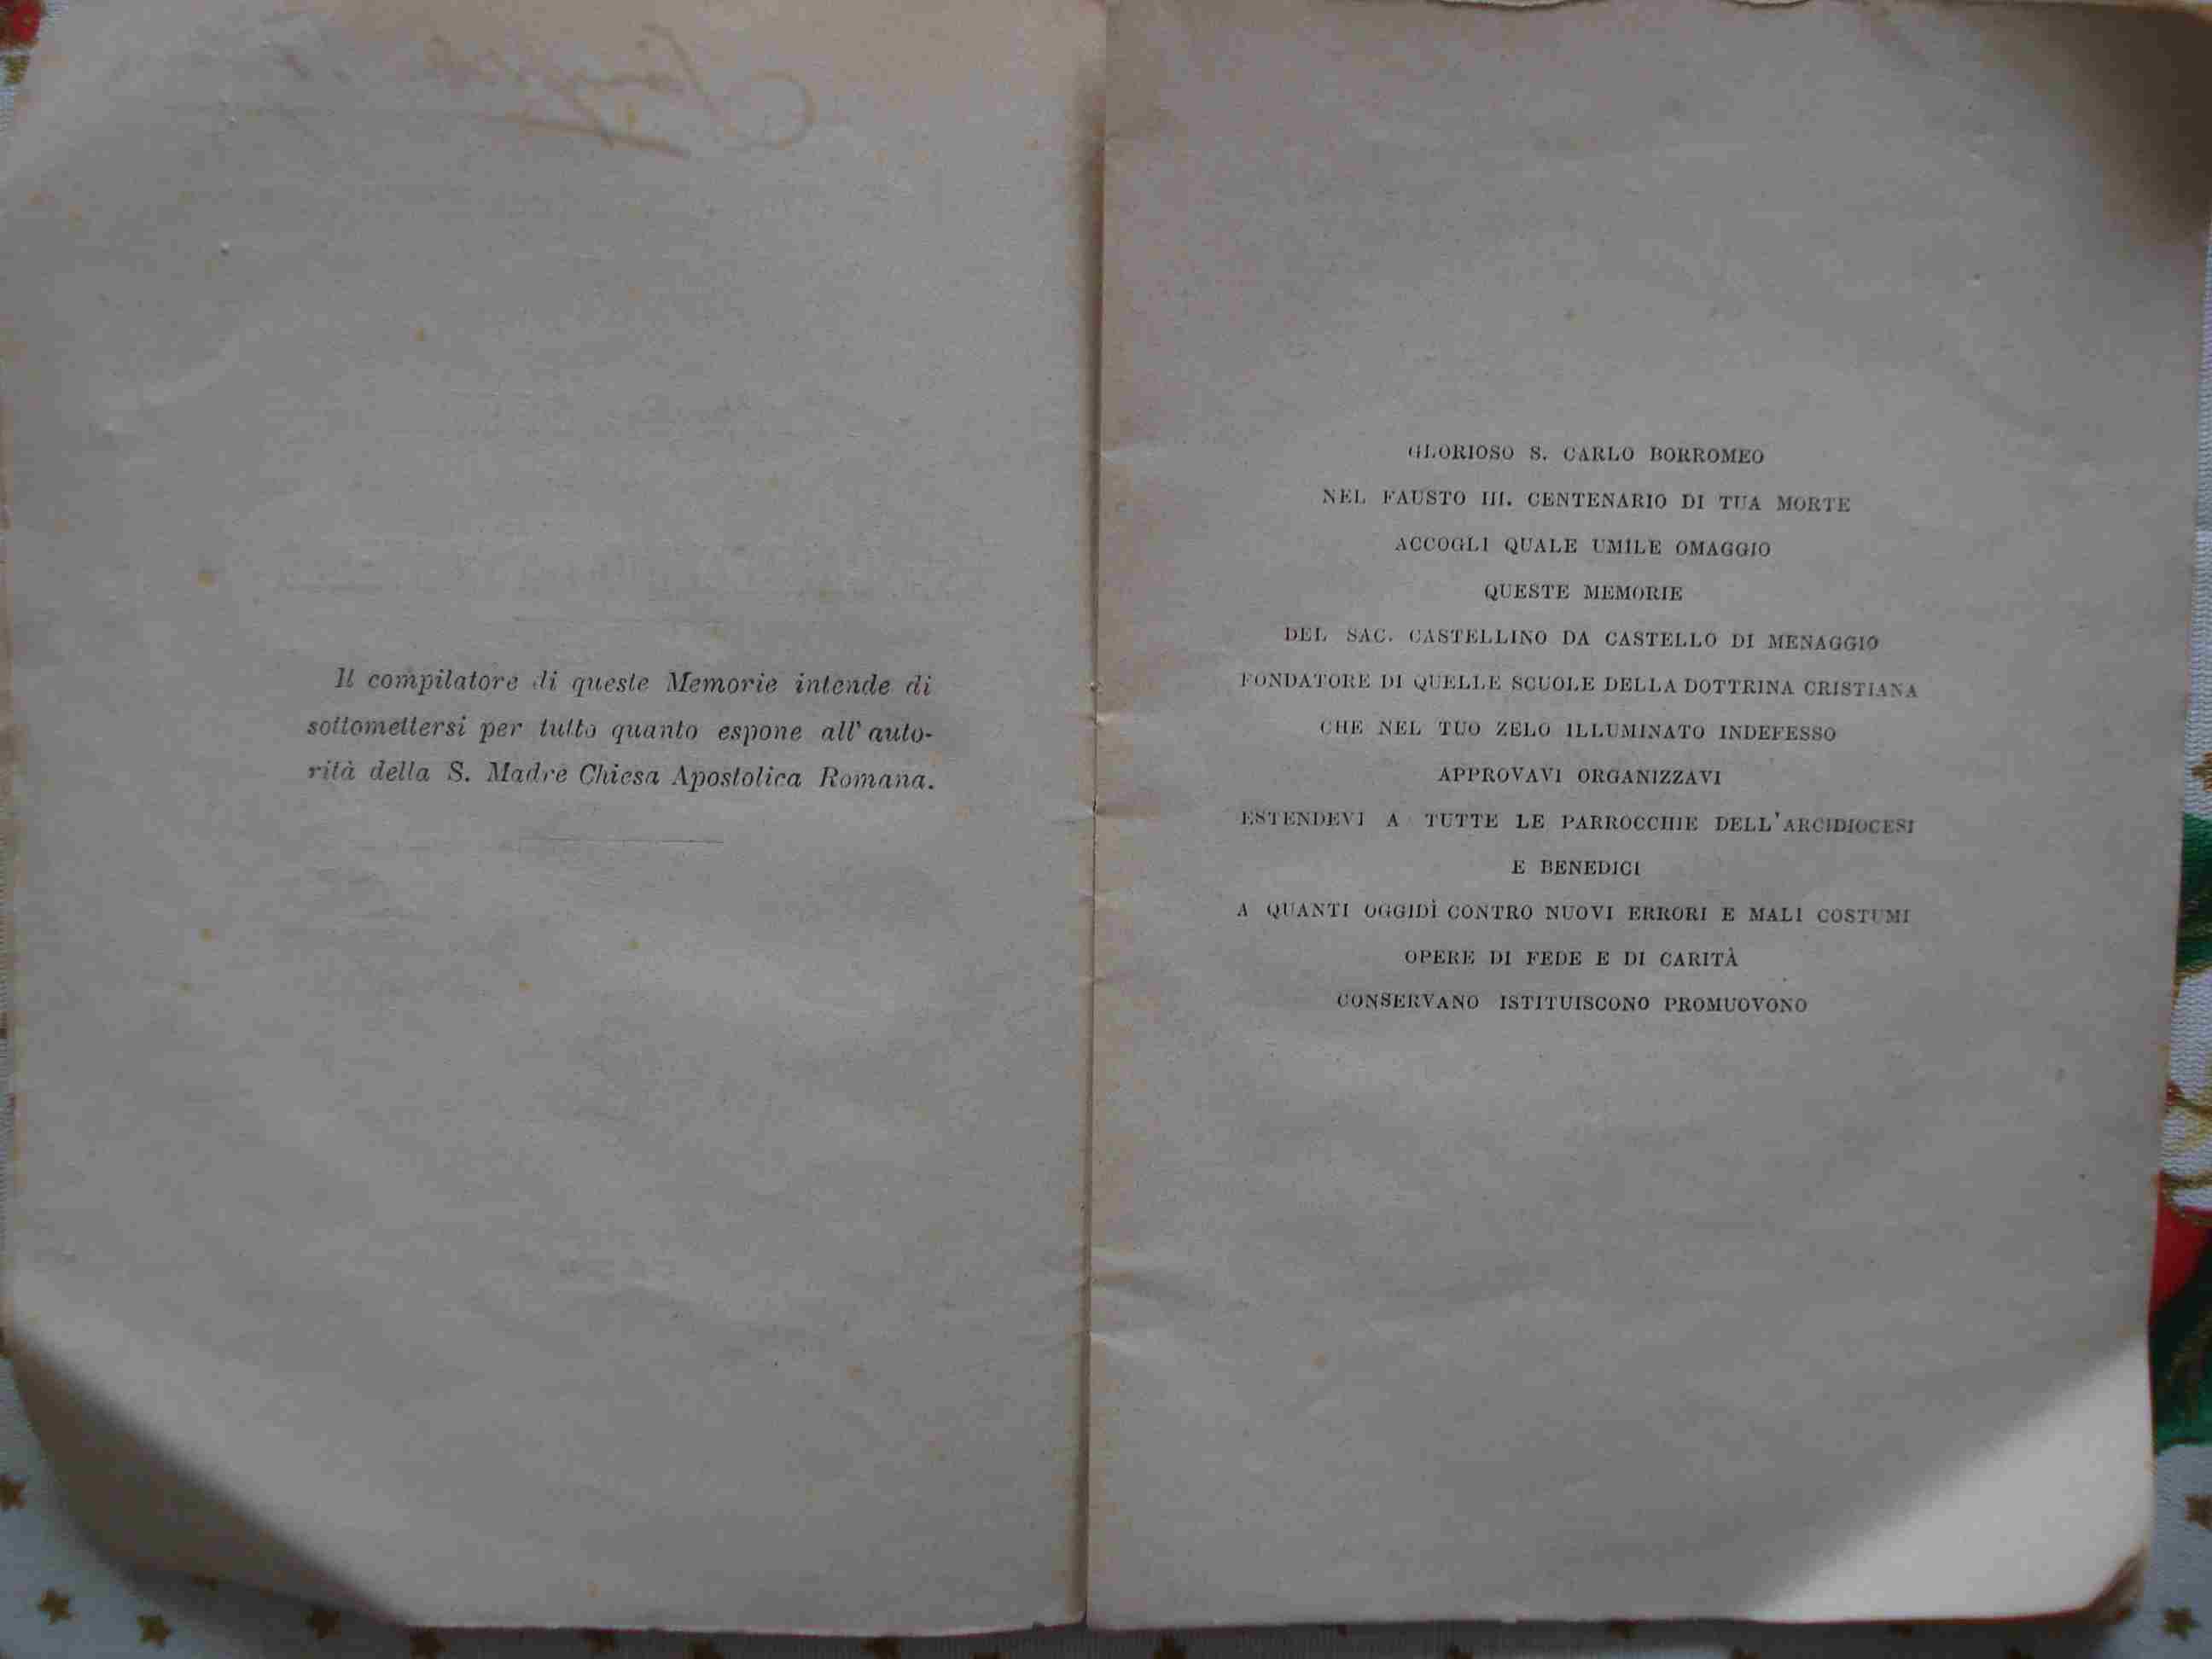 Il compilatore di queste Memorie intende di
sottomettersi per tutto quanto espone all' auto-
rità della S. Madre Chiesa Apostolica Romana.
GLORIOSO S. CARLO BORROMEO
NEL FAUSTO III. CENTENARIO DI TUA MORTE
ACCOGLI QUALE UMILE OMAGGIO
QUESTE MEMORIE
DEL SAC. CASTELLINO DA CASTELLO DI MENAGGIO
FONDATORE DI QUELLE SCUOLE DELLA DOTTRINA CRISTIANA
CHE NEL TUO ZELO ILLUMINATO INDEFESSO
APPROVAVI ORGANIZZAVI
ESTENDEVI A TUTTE LE PARROCCHIE DELL'ARCIDIOCESI
E BENEDICI
A QUANTI OGGIDÌ CONTRO NUOVI ERRORI E MALI COSTUMI
OPERE DI FEDE E DI CARITÀ
CONSERVANO ISTITUISCONO PROMUOVONO